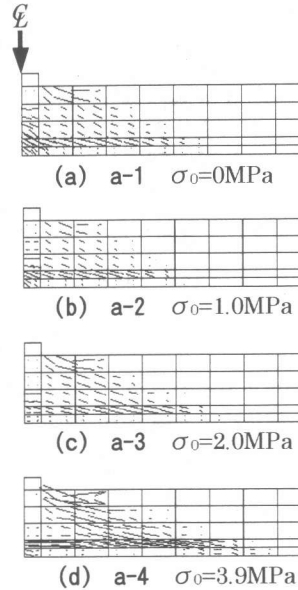 ℄
(a) a-1 σ₀=0MPa
(b) a-2 σ₀=1.0MPa
(c) a-3 σ₀=2.0MPa
(d) a-4 σ₀=3.9MPa